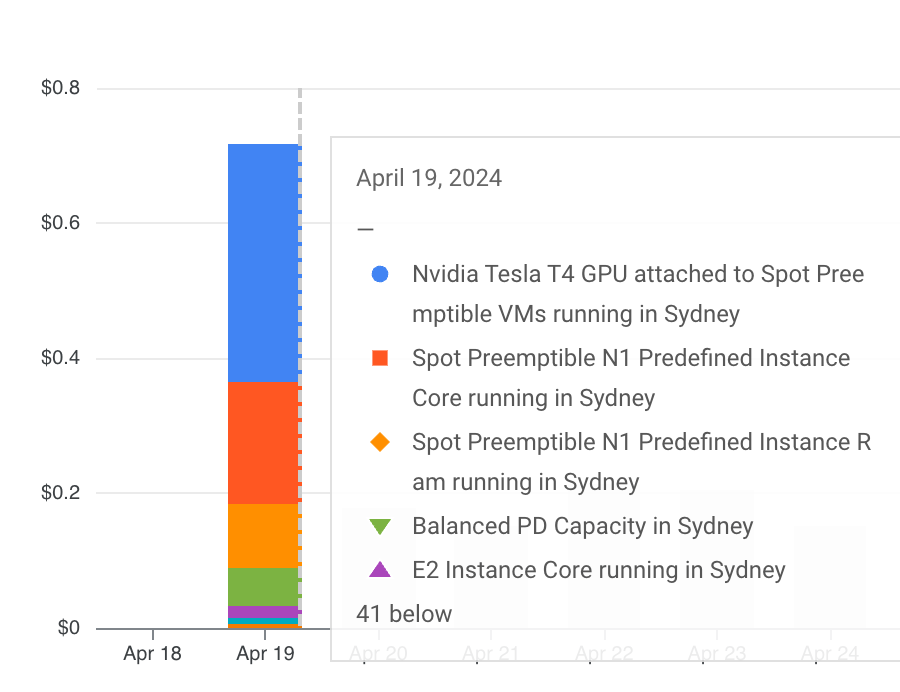 $0.8
$0.6
$0.4
$0.2
$0
April 19, 2024
—
Nvidia Tesla T4 GPU attached to Spot Pree
mptible VMs running in Sydney
Spot Preemptible N1 Predefined Instance
Core running in Sydney
Spot Preemptible N1 Predefined Instance R
am running in Sydney
Balanced PD Capacity in Sydney
E2 Instance Core running in Sydney
41 below
Apr 18 Apr 19 Apr 20 Apr 21 Apr 22 Apr 23 Apr 24